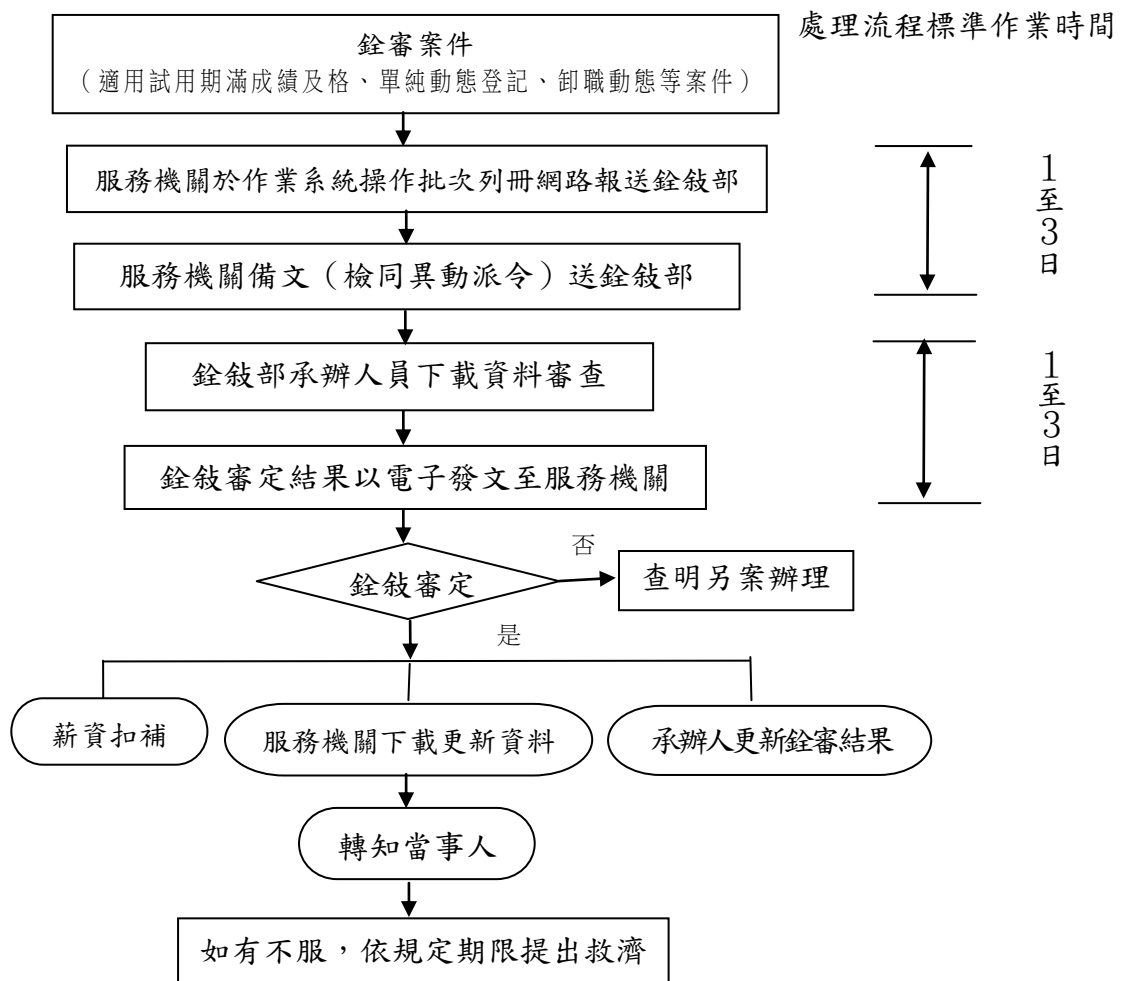 處理流程標準作業時間
銓審案件
（適用試用期滿成績及格、單純動態登記、卸職動態等案件）
服務機關於作業系統操作批次列冊網路報送銓敍部
服務機關備文（檢同異動派令）送銓敍部
1至3日
銓敍部承辦人員下載資料審查
銓敍審定結果以電子發文至服務機關
1至3日
銓敍審定
否
查明另案辦理
是
薪資扣補
服務機關下載更新資料
承辦人更新銓審結果
轉知當事人
如有不服，依規定期限提出救濟